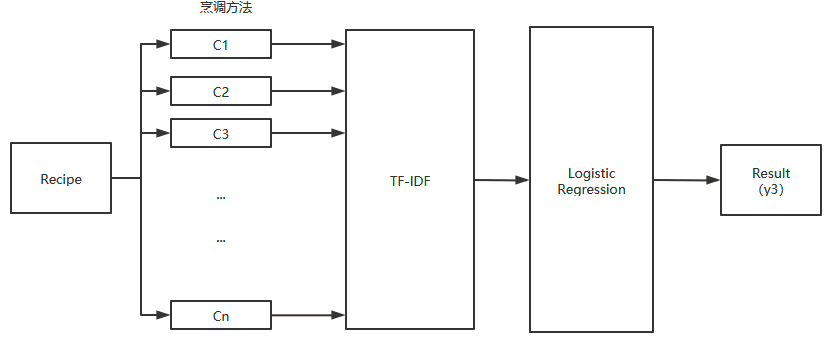 烹调方法
C1
C2
C3
Recipe
TF-IDF
Logistic
Regression
Result
（y3）
...
...
Cn